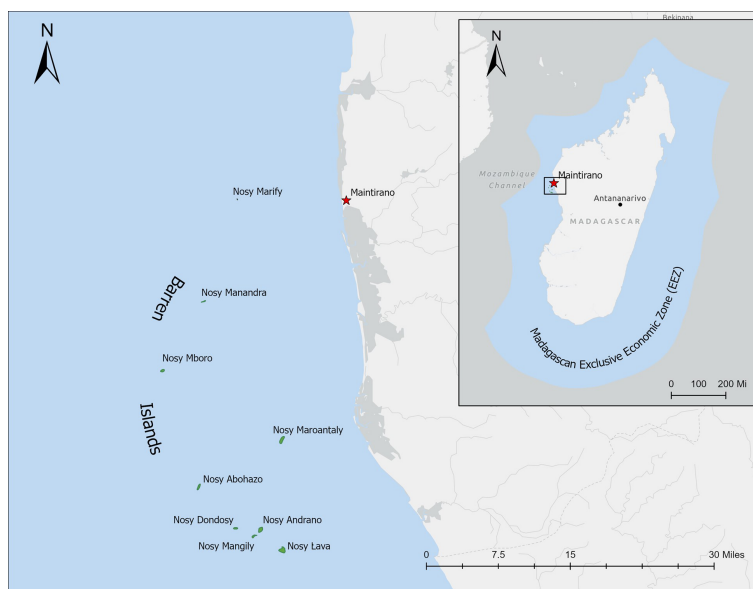 N
Nosy Marify
Maintirano
Barren
Nosy Manandra
Nosy Mboro
Islands
Nosy Maroantaly
Nosy Abohazo
Nosy Dondosy
Nosy Andrano
Nosy Mangily
Nosy Lava
0 7.5 15 30 Miles
N
Bekinana
Mozambique
Channel
Maintirano
Antananarivo
MADAGASCAR
Madagascan Exclusive Economic Zone (EEZ)
0 100 200 Mi